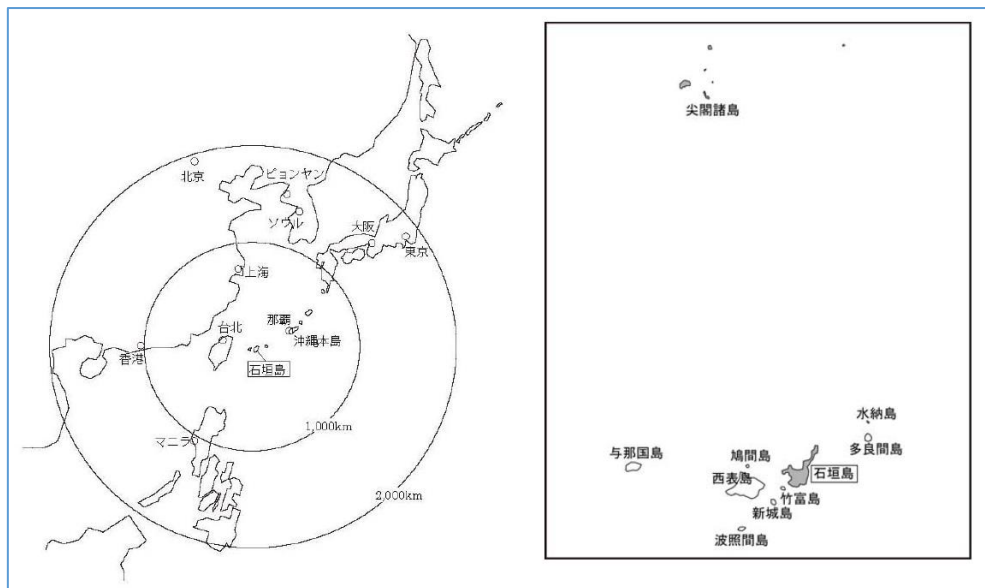 北京
ピョンヤン
ソウル
大阪
東京
上海
那覇
台北
沖縄本島
香港
石垣島
1,000km
マニラ
2,000km
尖閣諸島
水納島
多良間島
与那国島
鳩間島
西表島
石垣島
竹富島
新城島
波照間島